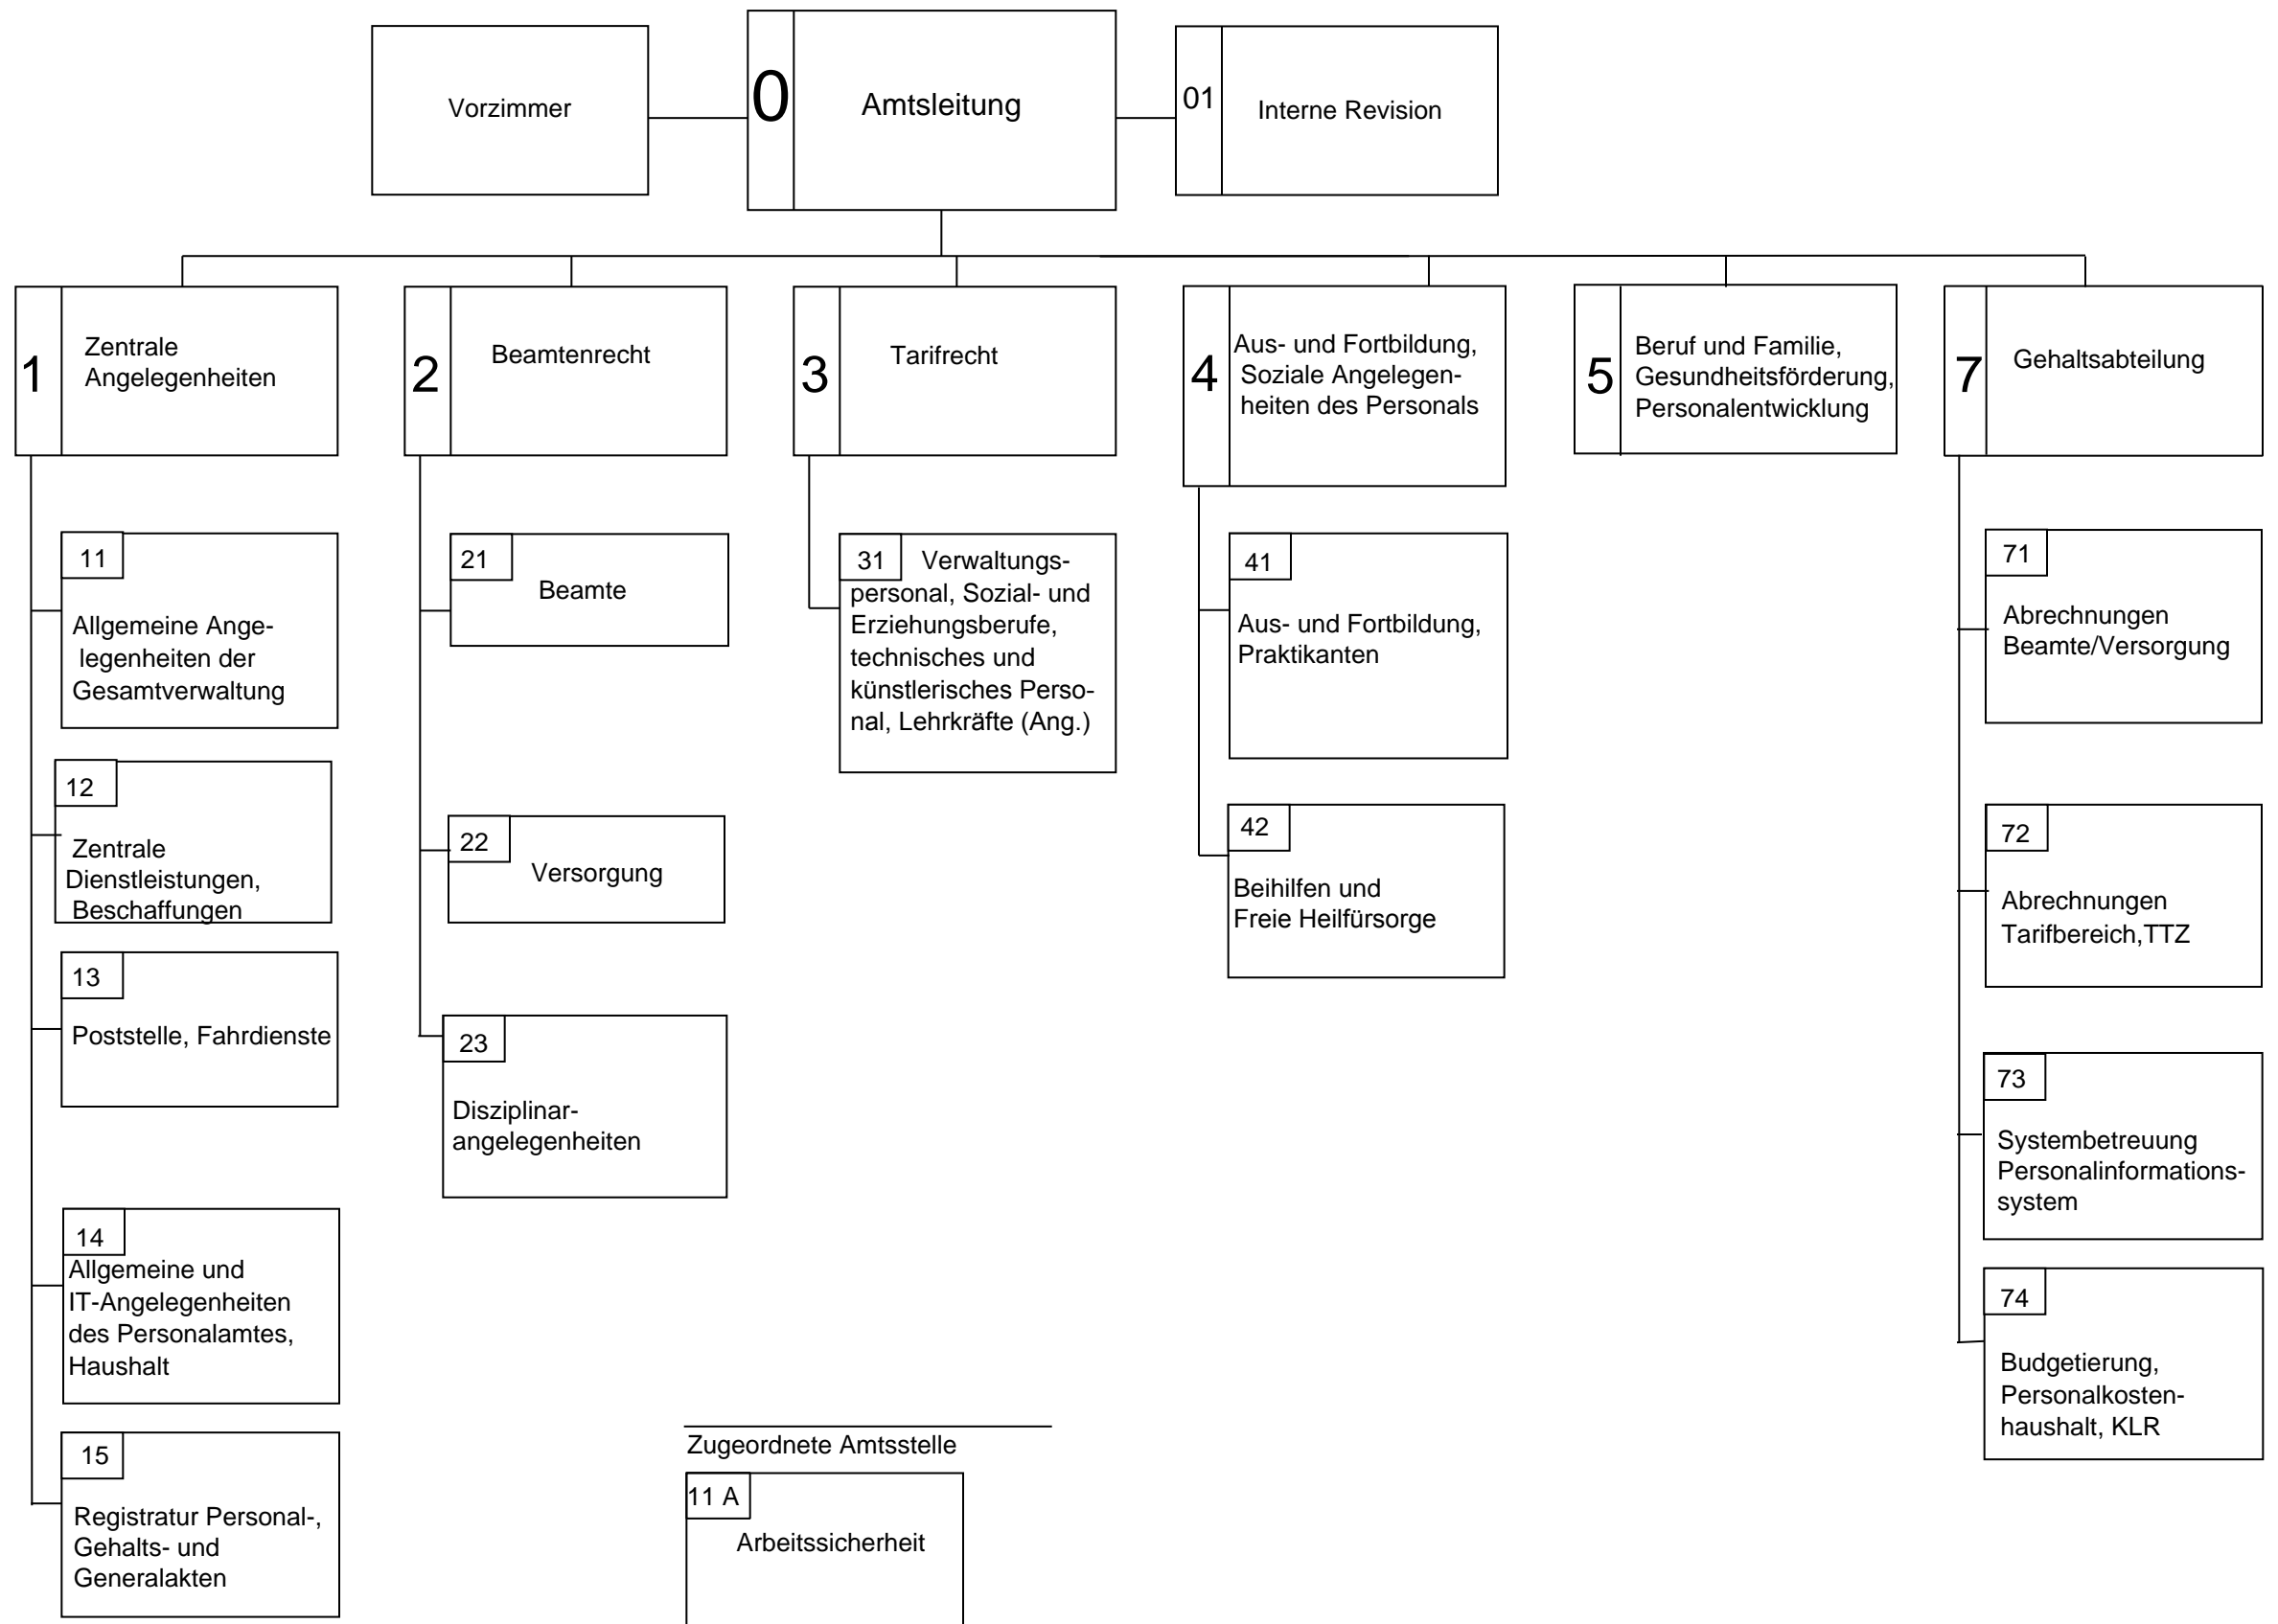 Vorzimmer
0
Amtsleitung
01
Interne Revision
1
Zentrale
Angelegenheiten
2
Beamtenrecht
3
Tarifrecht
4
Aus- und Fortbildung,
Soziale Angelegen-
heiten des Personals
5
Beruf und Familie,
Gesundheitsförderung,
Personalentwicklung
7
Gehaltsabteilung
11
Allgemeine Ange-
legenheiten der
Gesamtverwaltung
12
Zentrale
Dienstleistungen,
Beschaffungen
13
Poststelle, Fahrdienste
14
Allgemeine und
IT-Angelegenheiten
des Personalamtes,
Haushalt
15
Registratur Personal-,
Gehalts- und
Generalakten
21
Beamte
22
Versorgung
23
Disziplinar-
angelegenheiten
31 Verwaltungs-
personal, Sozial- und
Erziehungsberufe,
technisches und
künstlerisches Perso-
nal, Lehrkräfte (Ang.)
41
Aus- und Fortbildung,
Praktikanten
42
Beihilfen und
Freie Heilfürsorge
71
Abrechnungen
Beamte/Versorgung
72
Abrechnungen
Tarifbereich,TTZ
73
Systembetreuung
Personalinformations-
system
74
Budgetierung,
Personalkosten-
haushalt, KLR
Zugeordnete Amtsstelle
11 A
Arbeitssicherheit